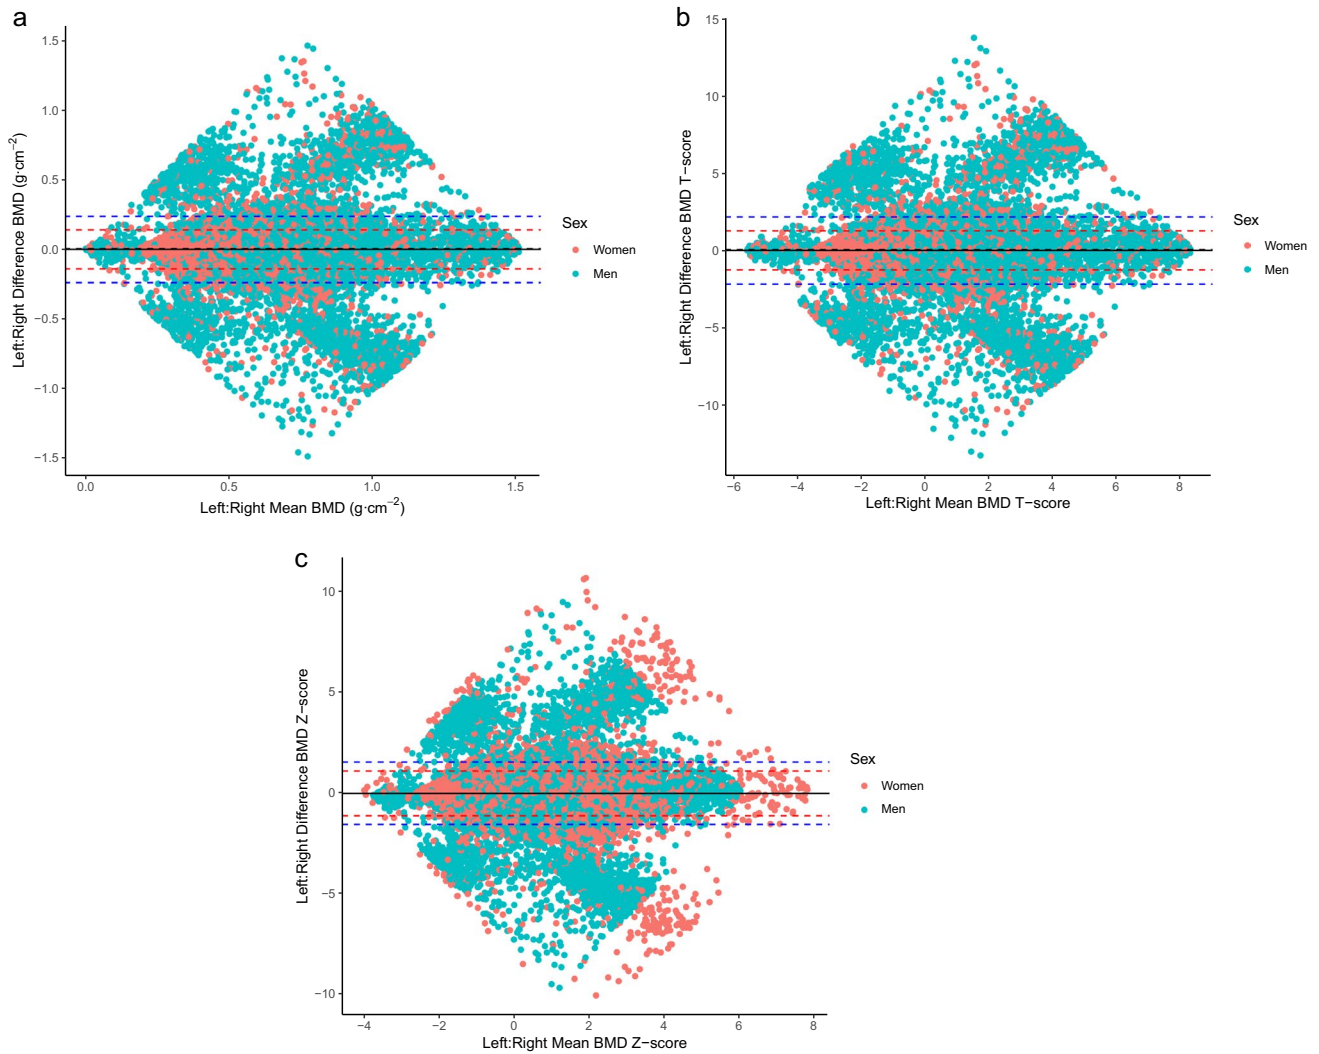 a
1.5
1.0
0.5
0.0
−0.5
−1.0
−1.5
Left:Right Difference BMD (g·cm−2)
0.0 0.5 1.0 1.5
Left:Right Mean BMD (g·cm−2)
Sex
Women
Men
b
15
10
5
0
−5
−10
Left:Right Difference BMD T−score
−6 −4 −2 0 2 4 6 8
Left:Right Mean BMD T−score
Sex
Women
Men
c
10
5
0
−5
−10
Left:Right Difference BMD Z−score
−4 −2 0 2 4 6 8
Left:Right Mean BMD Z−score
Sex
Women
Men